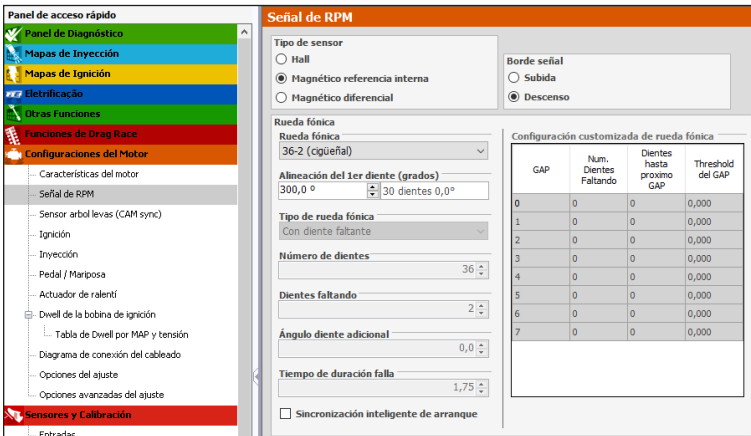 Panel de acceso rápido
Panel de Diagnóstico
Mapas de Inyección
Mapas de Ignición
Eletrificação
Otras Funciones
Funciones de Drag Race
Configuraciones del Motor
Características del motor
Señal de RPM
Sensor arbol levas (CAM sync)
Ignición
Inyección
Pedal / Mariposa
Actuador de ralentí
Dwell de la bobina de ignición
Tabla de Dwell por MAP y tensión
Diagrama de conexión del cableado
Opciones del ajuste
Opciones avanzadas del ajuste
Sensores y Calibración
Entradas
Señal de RPM
Tipo de sensor
Hall
Magnético referencia interna
Magnético diferencial
Borde señal
Subida
Descenso
Rueda fónica
Rueda fónica
36-2 (cigüeñal)
Alineación del 1er diente (grados)
300,0 º 30 dientes 0,0°
Tipo de rueda fónica
Con diente faltante
Número de dientes
36
Dientes faltando
2
Ángulo diente adicional
0,0
Tiempo de duración falla
1,75
Sincronización inteligente de arranque
Configuración customizada de rueda fónica
GAP Num. Dientes Faltando Dientes hasta proximo GAP Threshold del GAP
0 0 0 0,000
1 0 0 0,000
2 0 0 0,000
3 0 0 0,000
4 0 0 0,000
5 0 0 0,000
6 0 0 0,000
7 0 0 0,000